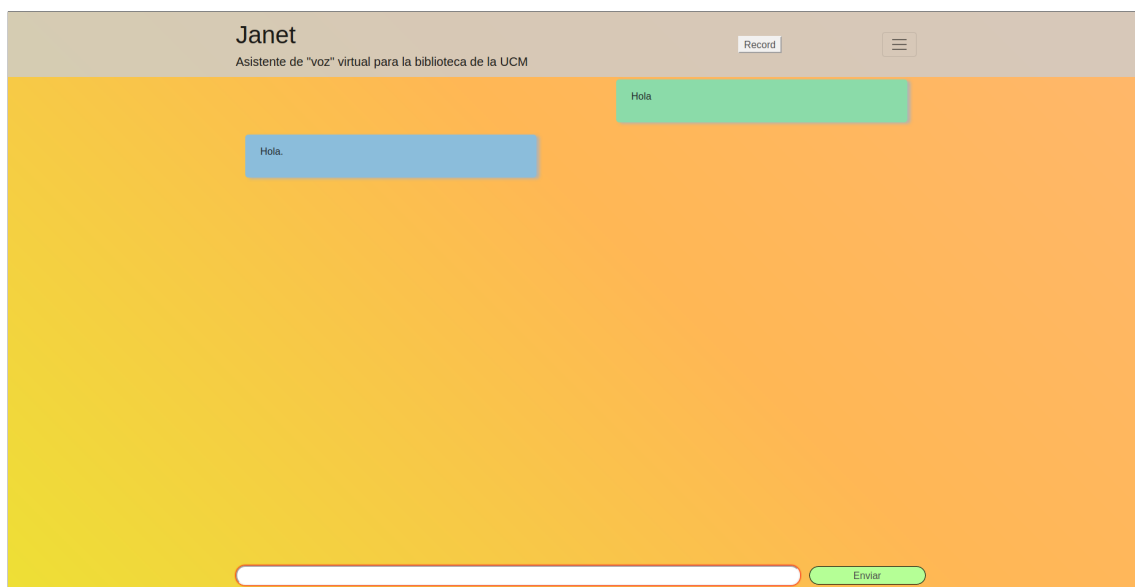 Janet
Asistente de "voz" virtual para la biblioteca de la UCM
Record
Hola
Hola.
Enviar